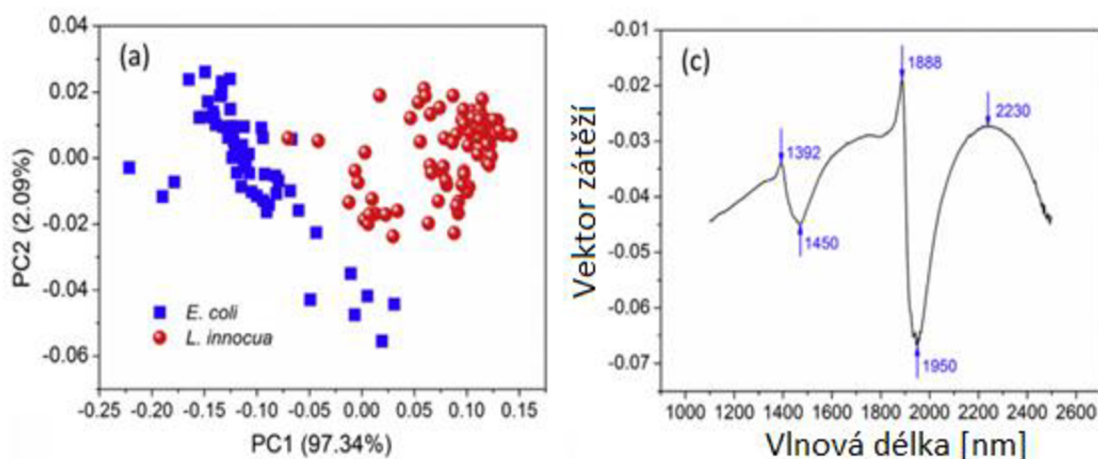 (a)
0.04
0.02
0.00
-0.02
-0.04
-0.06
PC2 (2.09%)
E. coli
L. innocua
-0.25 -0.20 -0.15 -0.10 -0.05 0.00 0.05 0.10 0.15
PC1 (97.34%)
(c)
-0.01
-0.02
-0.03
-0.04
-0.05
-0.06
-0.07
Vektor zátěží
1888
2230
1392
1450
1950
1000 1200 1400 1600 1800 2000 2200 2400 2600
Vlnová délka [nm]